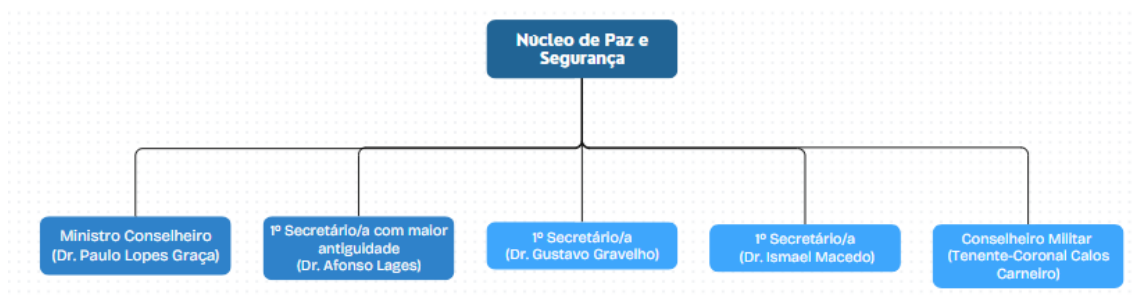 Núcleo de Paz e
Segurança
Ministro Conselheiro
(Dr. Paulo Lopes Graça)
1º Secretário/a com maior
antiguidade
(Dr. Afonso Lages)
1º Secretário/a
(Dr. Gustavo Gravelho)
1º Secretário/a
(Dr. Ismael Macedo)
Conselheiro Militar
(Tenente-Coronal Calos
Carneiro)